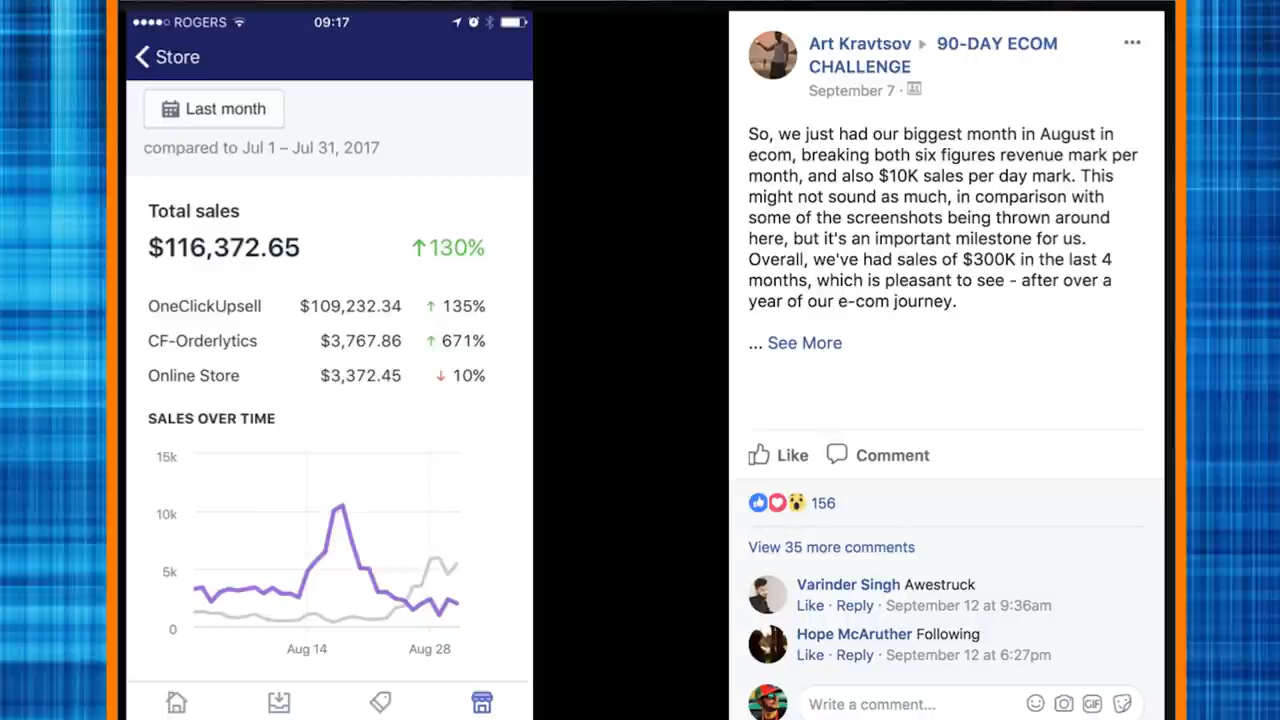 ROGERS 09:17
Store
Last month
compared to Jul 1 – Jul 31, 2017
Total sales
$116,372.65 ↑130%
OneClickUpsell $109,232.34 ↑ 135%
CF-Orderlytics $3,767.86 ↑ 671%
Online Store $3,372.45 ↓ 10%
SALES OVER TIME
15k
10k
5k
0
Aug 14 Aug 28
Art Kravtsov ▸ 90-DAY ECOM
CHALLENGE
September 7 ·
So, we just had our biggest month in August in
ecom, breaking both six figures revenue mark per
month, and also $10K sales per day mark. This
might not sound as much, in comparison with
some of the screenshots being thrown around
here, but it's an important milestone for us.
Overall, we've had sales of $300K in the last 4
months, which is pleasant to see - after over a
year of our e-com journey.
... See More
Like Comment
156
View 35 more comments
Varinder Singh Awestruck
Like · Reply · September 12 at 9:36am
Hope McAruther Following
Like · Reply · September 12 at 6:27pm
Write a comment... GIF